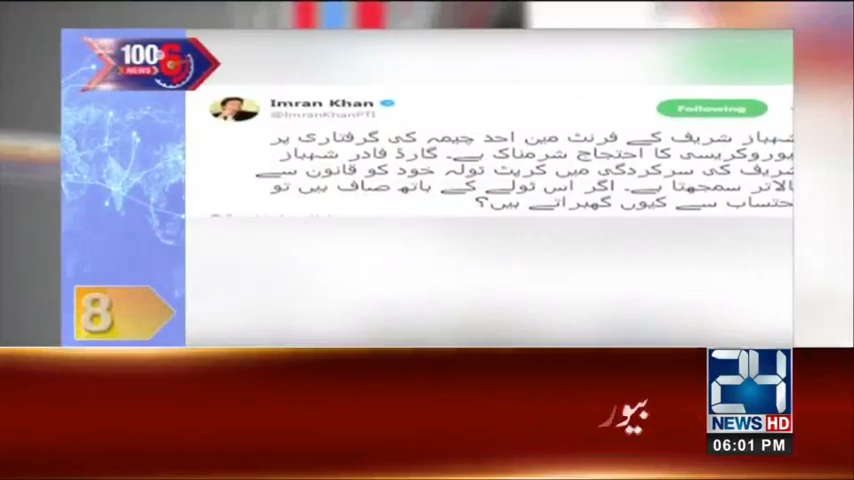 100
NEWS
6
Imran Khan
@ImranKhanPTI
Following
شہباز شریف کے فرنٹ مین احد چیمہ کی گرفتاری پر
بیوروکریسی کا احتجاج شرمناک ہے۔ گارڈ فادر شہباز
شریف کی سرکردگی میں کرپٹ ٹولہ خود کو قانون سے
بالاتر سمجھتا ہے۔ اگر اس ٹولے کے ہاتھ صاف ہیں تو
احتساب سے کیوں گھبراتے ہیں؟
8
بیور
24
NEWS HD
06:01 PM